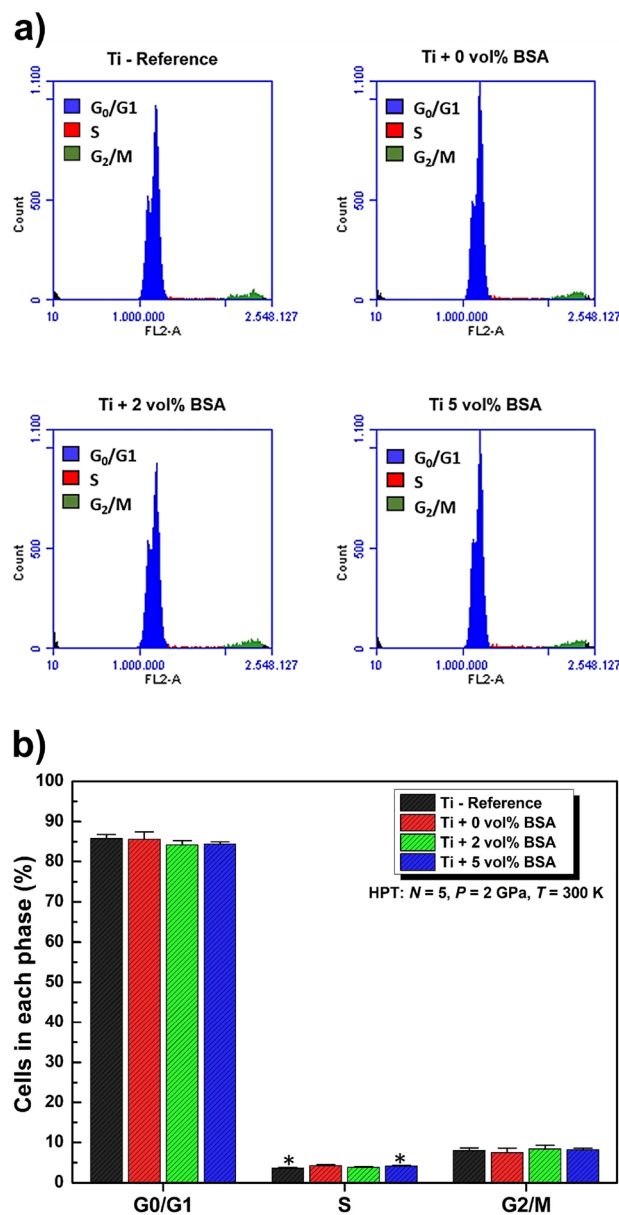 a)
Ti - Reference
1.100
500
0
Count
G₀/G1
S
G₂/M
10
1.000.000
2.548.127
FL2-A
Ti + 0 vol% BSA
1.100
500
0
Count
G₀/G1
S
G₂/M
10
1.000.000
2.548.127
FL2-A
Ti + 2 vol% BSA
1.100
500
0
Count
G₀/G1
S
G₂/M
10
1.000.000
2.548.127
FL2-A
Ti 5 vol% BSA
1.100
500
0
Count
G₀/G1
S
G₂/M
10
1.000.000
2.548.127
FL2-A
b)
Cells in each phase (%)
100
90
80
70
60
50
40
30
20
10
0
Ti - Reference
Ti + 0 vol% BSA
Ti + 2 vol% BSA
Ti + 5 vol% BSA
HPT: N = 5, P = 2 GPa, T = 300 K
* *
G0/G1 S G2/M